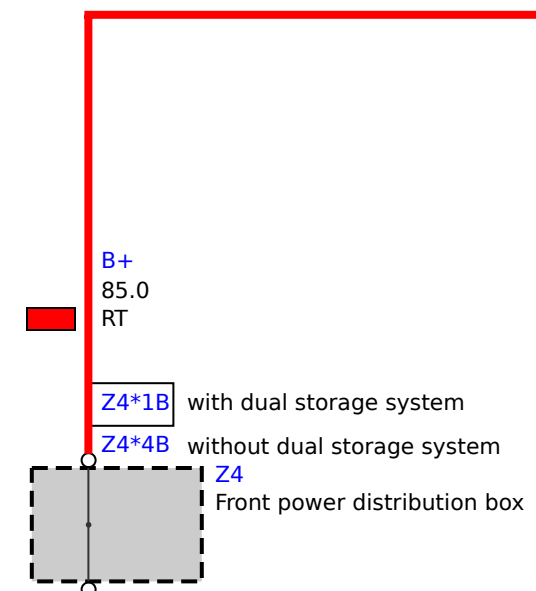 B+
85.0
RT
Z4*1B with dual storage system
Z4*4B without dual storage system
Z4
Front power distribution box